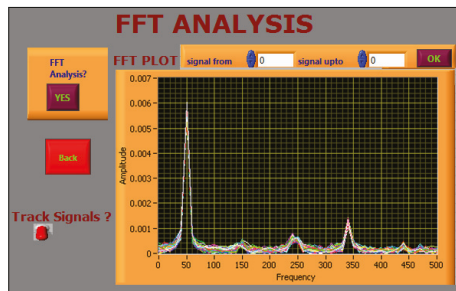 FFT ANALYSIS
FFT
Analysis?
YES
FFT PLOT
signal from
0
signal upto
0
OK
Back
Track Signals ?
Amplitude
0.007
0.006
0.005
0.004
0.003
0.002
0.001
0
0
50
100
150
200
250
300
350
400
450
500
Frequency